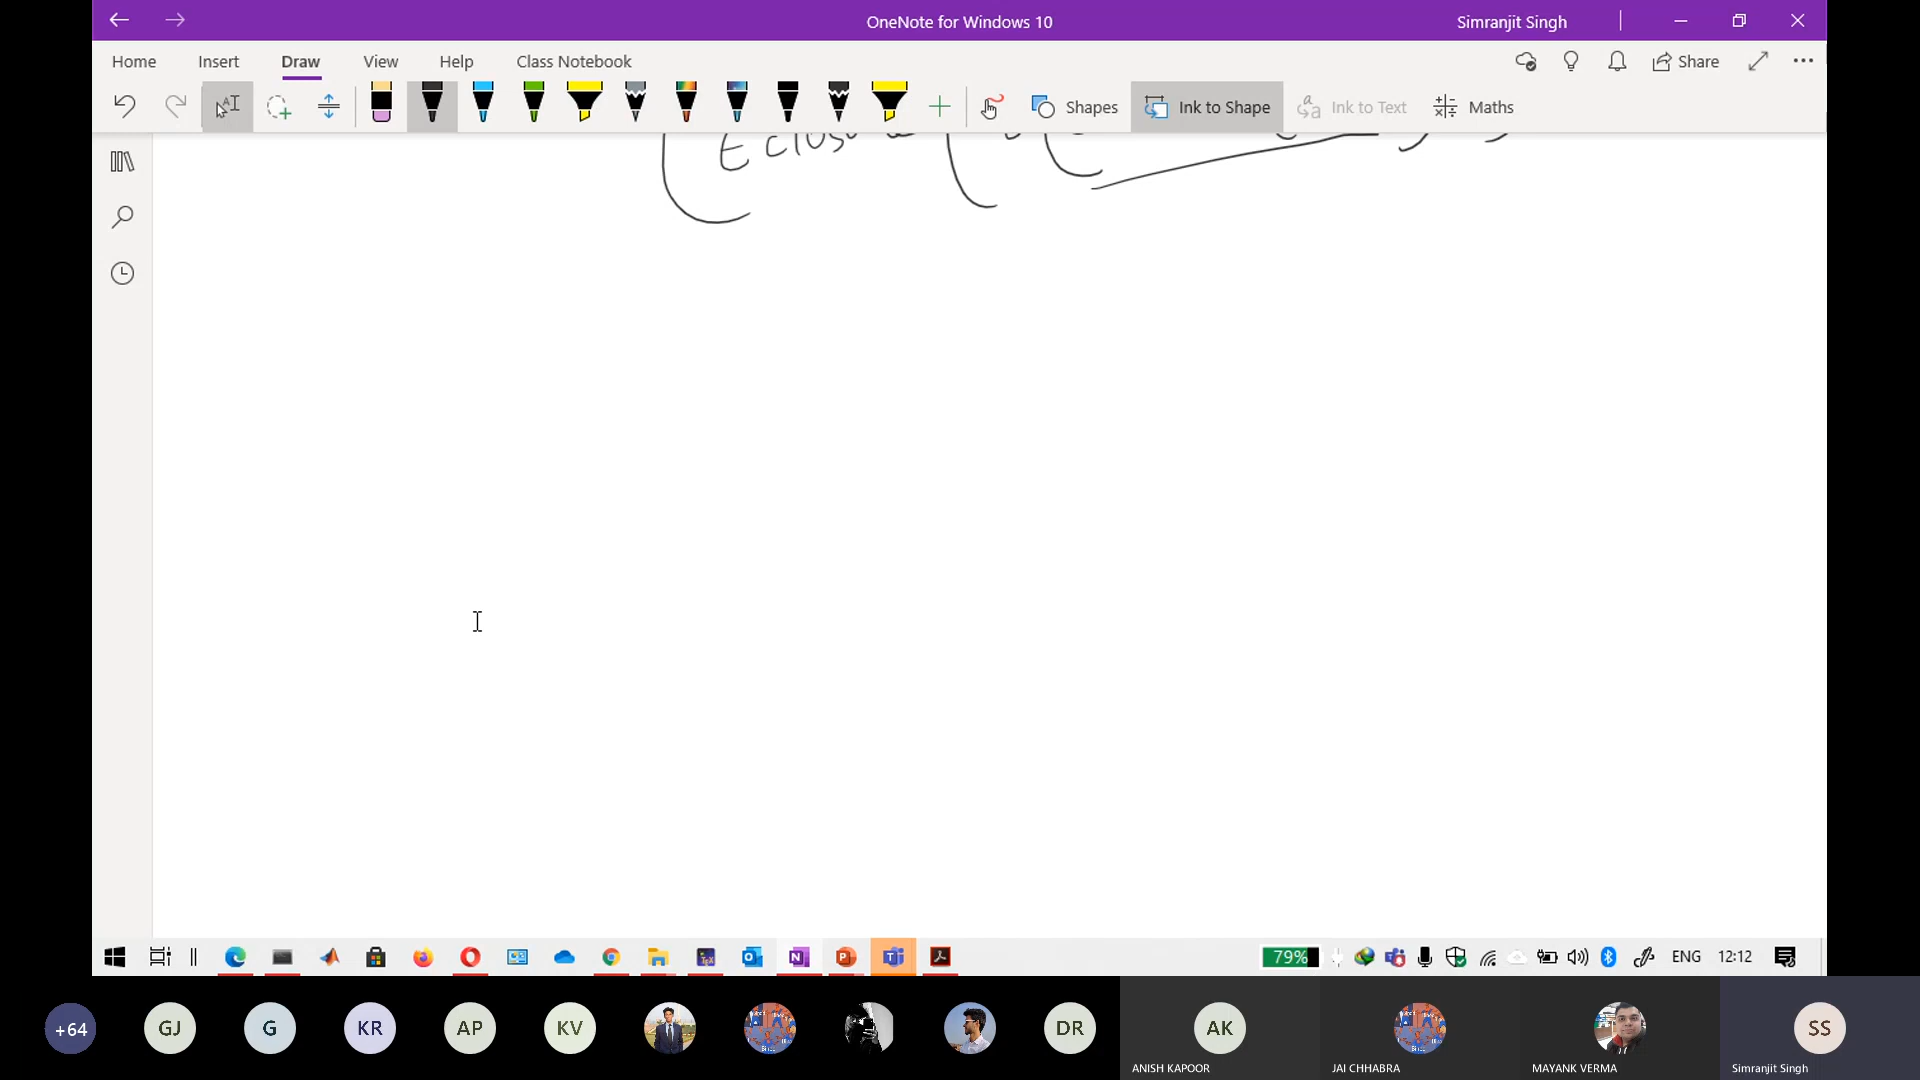 OneNote for Windows 10
Simranjit Singh
Home Insert Draw View Help Class Notebook
Share
Shapes Ink to Shape Ink to Text Maths
79% ENG 12:12
+64 GJ G KR AP KV DR AK SS
ANISH KAPOOR JAI CHHABRA MAYANK VERMA Simranjit Singh